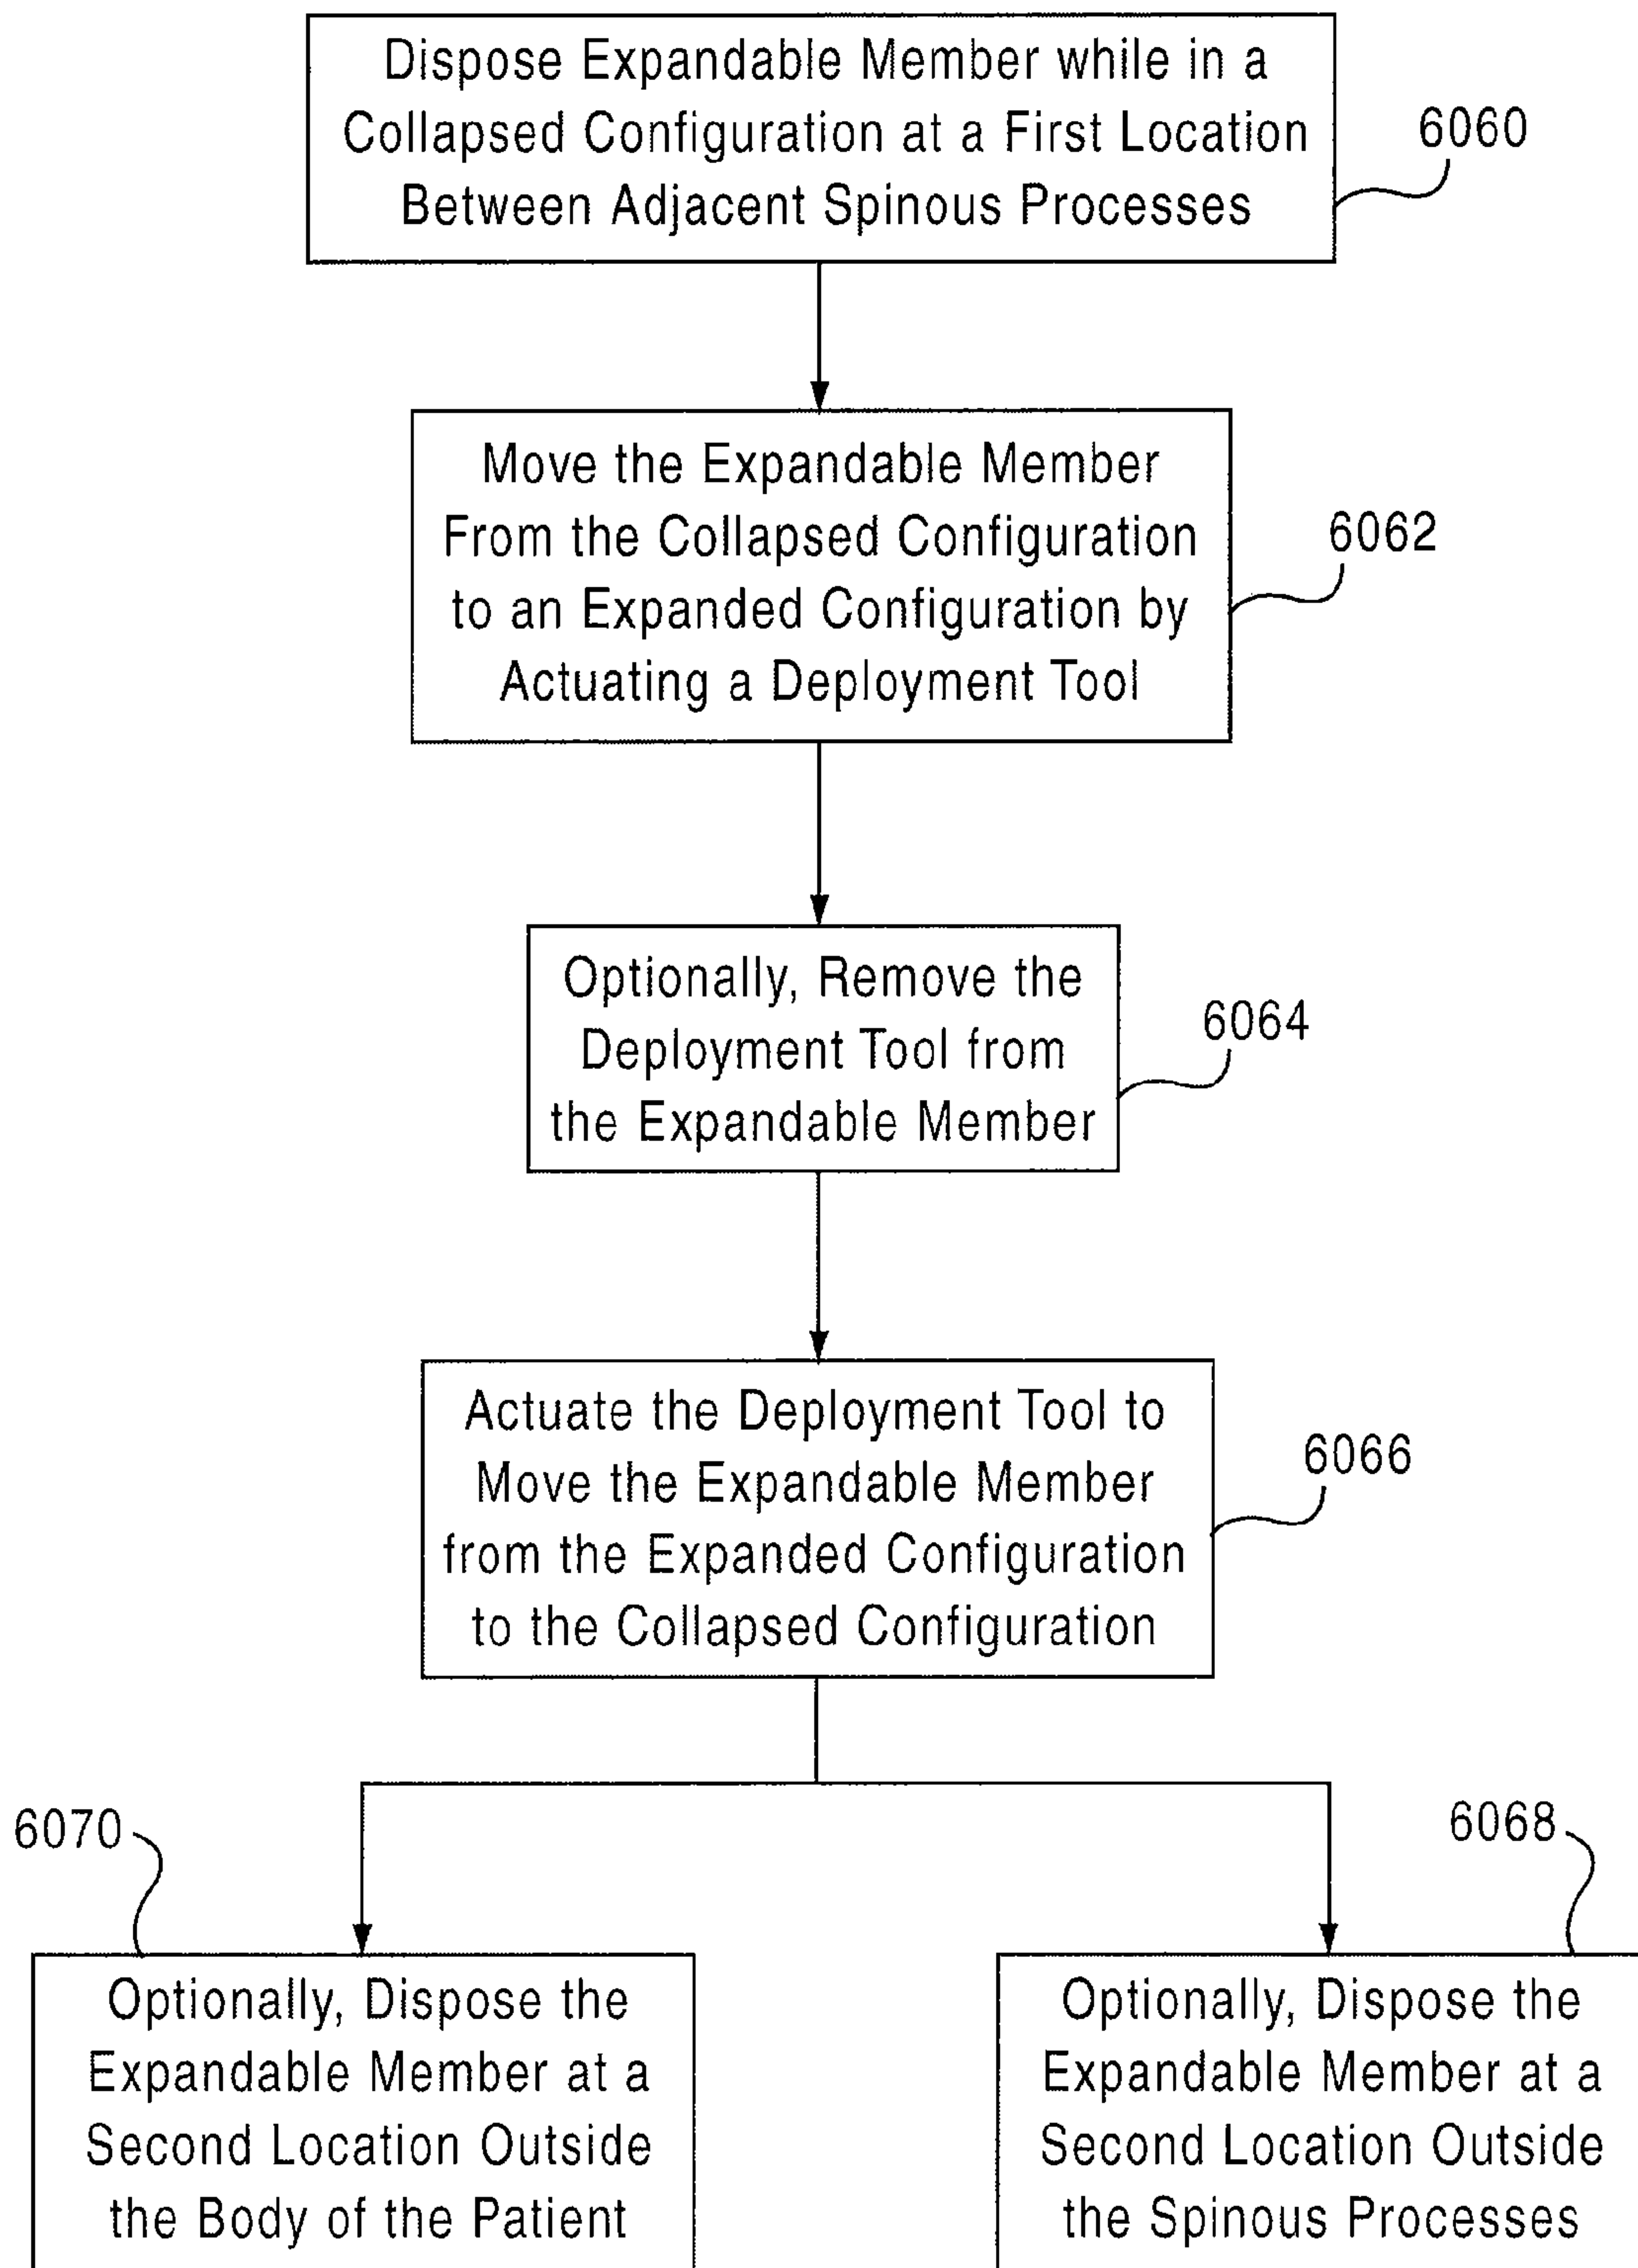 Dispose Expandable Member while in a
Collapsed Configuration at a First Location
Between Adjacent Spinous Processes
6060
Move the Expandable Member
From the Collapsed Configuration
to an Expanded Configuration by
Actuating a Deployment Tool
6062
Optionally, Remove the
Deployment Tool from
the Expandable Member
6064
Actuate the Deployment Tool to
Move the Expandable Member
from the Expanded Configuration
to the Collapsed Configuration
6066
6070
Optionally, Dispose the
Expandable Member at a
Second Location Outside
the Body of the Patient
6068
Optionally, Dispose the
Expandable Member at a
Second Location Outside
the Spinous Processes